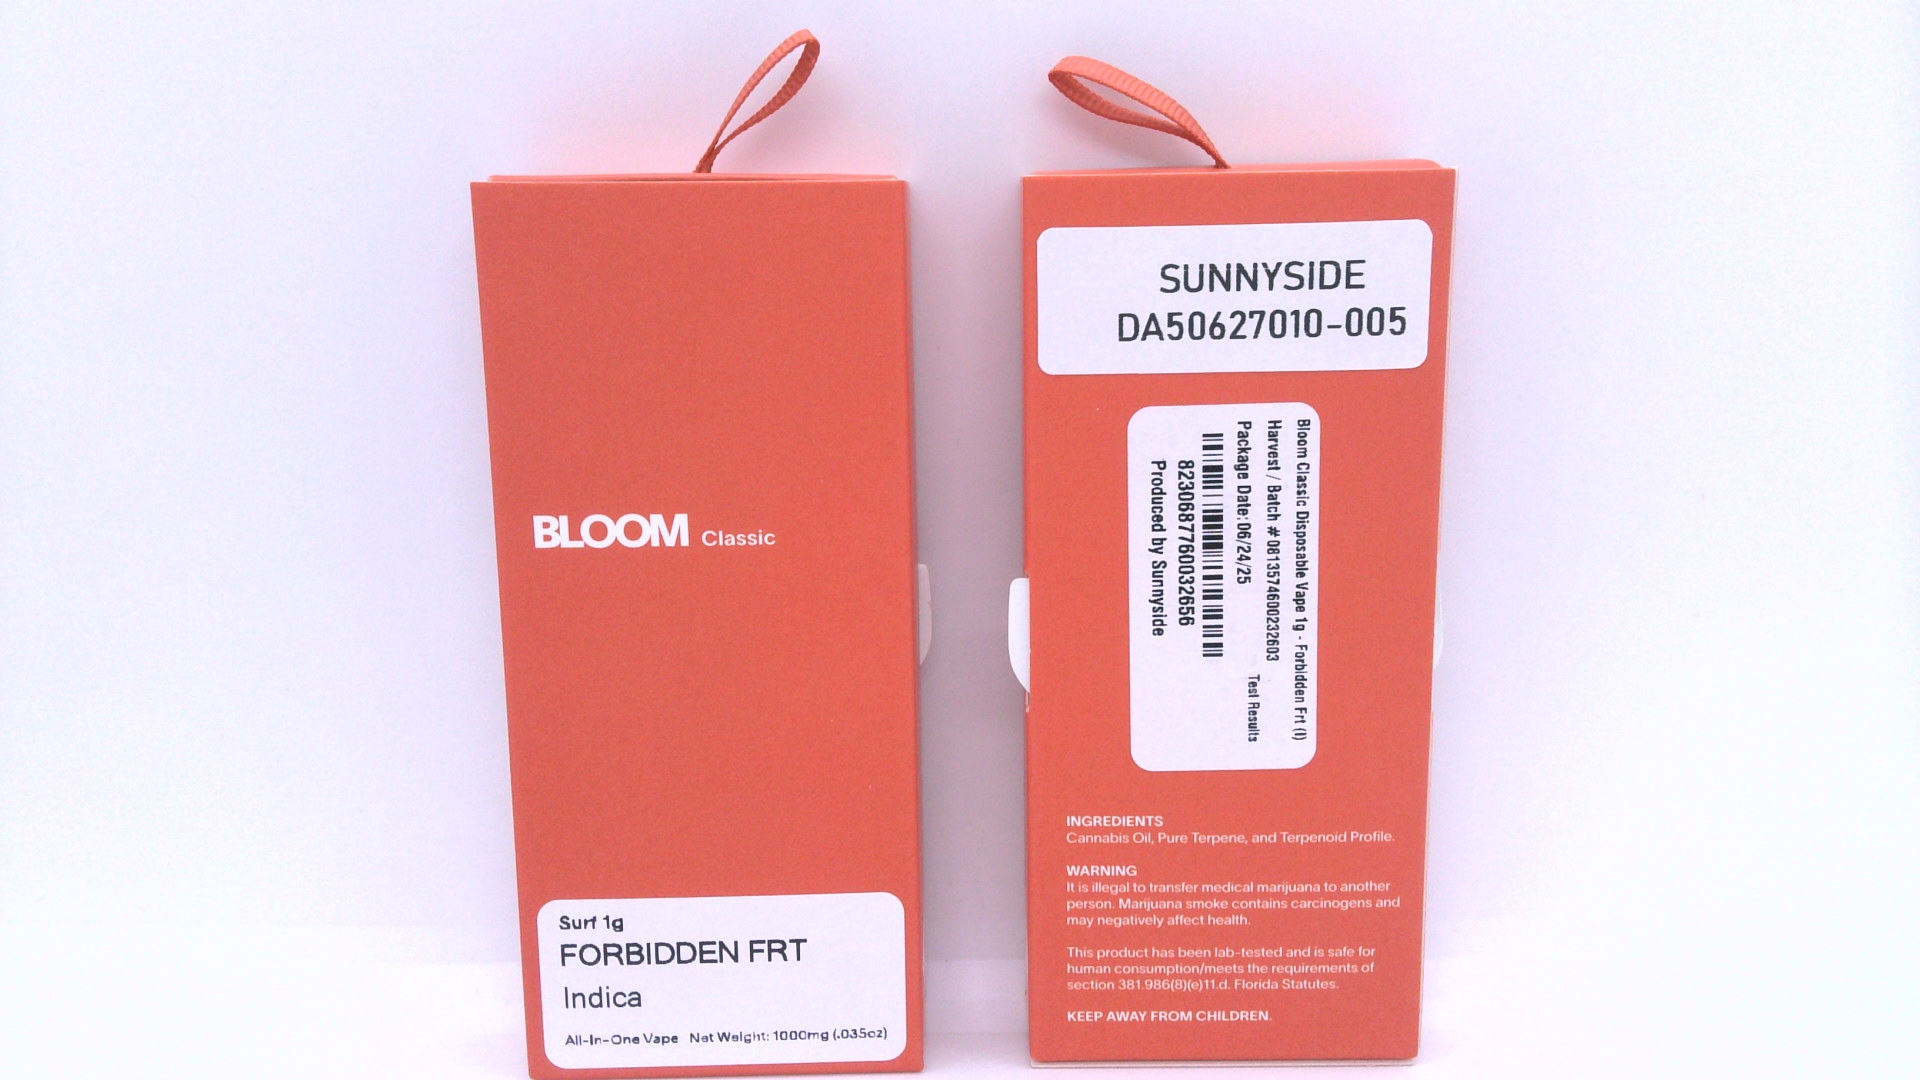 BLOOM Classic
Surf 1g
FORBIDDEN FRT
Indica
All-In-One Vape Net Weight: 1000mg (.035oz)
SUNNYSIDE
DA50627010-005
Bloom Classic Disposable Vape 1g - Forbidden Frt (I)
Harvest / Batch # 0813574600232603
Package Date: 06/24/25
Test Results
8230687760032656
Produced by Sunnyside
INGREDIENTS
Cannabis Oil, Pure Terpene, and Terpenoid Profile.
WARNING
It is illegal to transfer medical marijuana to another
person. Marijuana smoke contains carcinogens and
may negatively affect health.
This product has been lab-tested and is safe for
human consumption/meets the requirements of
section 381.986(8)(e)11.d. Florida Statutes.
KEEP AWAY FROM CHILDREN.